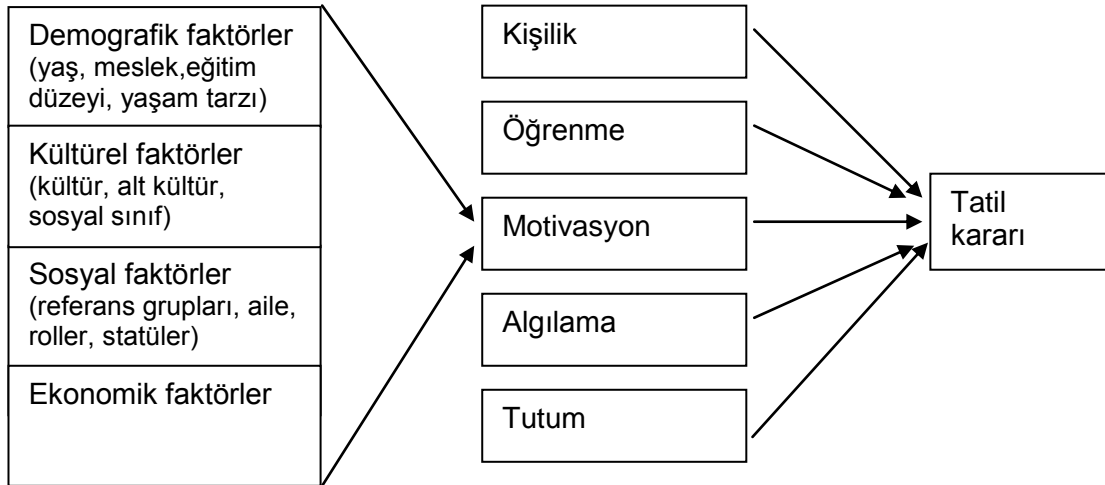 Demografik faktörler
(yaş, meslek,eğitim
düzeyi, yaşam tarzı)
Kültürel faktörler
(kültür, alt kültür,
sosyal sınıf)
Sosyal faktörler
(referans grupları, aile,
roller, statüler)
Ekonomik faktörler
Kişilik
Öğrenme
Motivasyon
Algılama
Tutum
Tatil
kararı